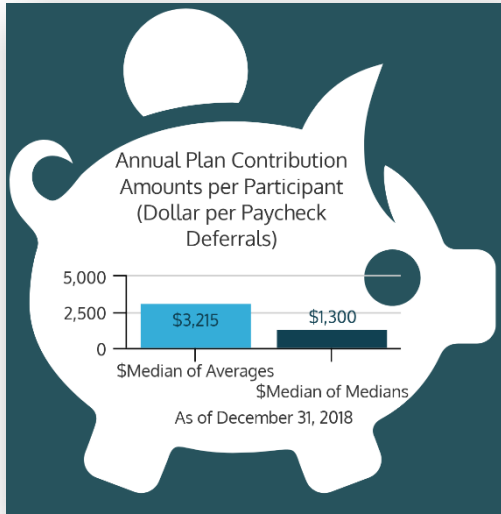 Annual Plan Contribution
Amounts per Participant
(Dollar per Paycheck
Deferrals)
5,000
2,500
0
$3,215
$1,300
$Median of Averages
$Median of Medians
As of December 31, 2018